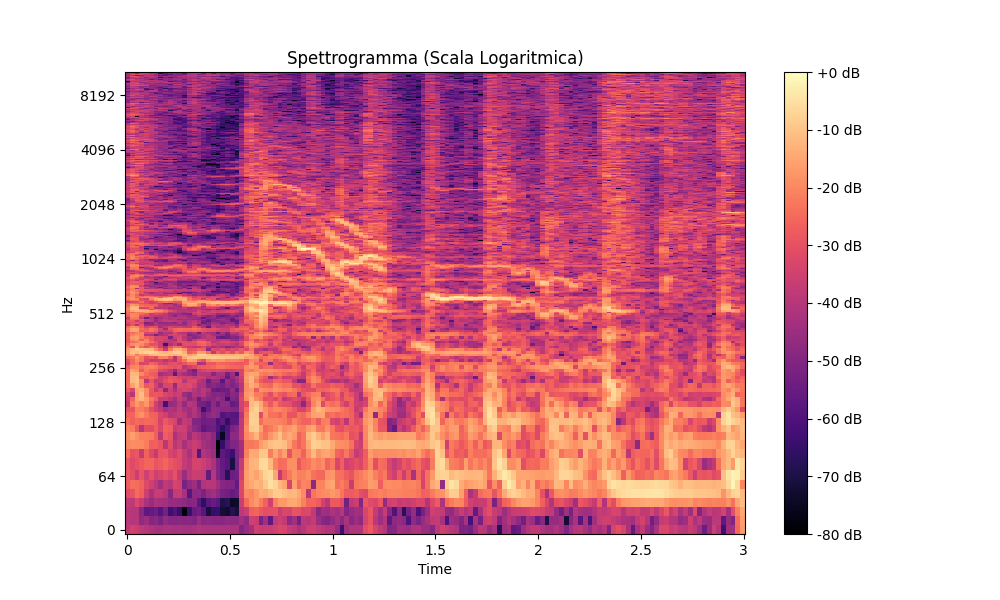 Spettrogramma (Scala Logaritmica)
Hz
8192
4096
2048
1024
512
256
128
64
0
0
0.5
1
1.5
2
2.5
3
Time
+0 dB
-10 dB
-20 dB
-30 dB
-40 dB
-50 dB
-60 dB
-70 dB
-80 dB